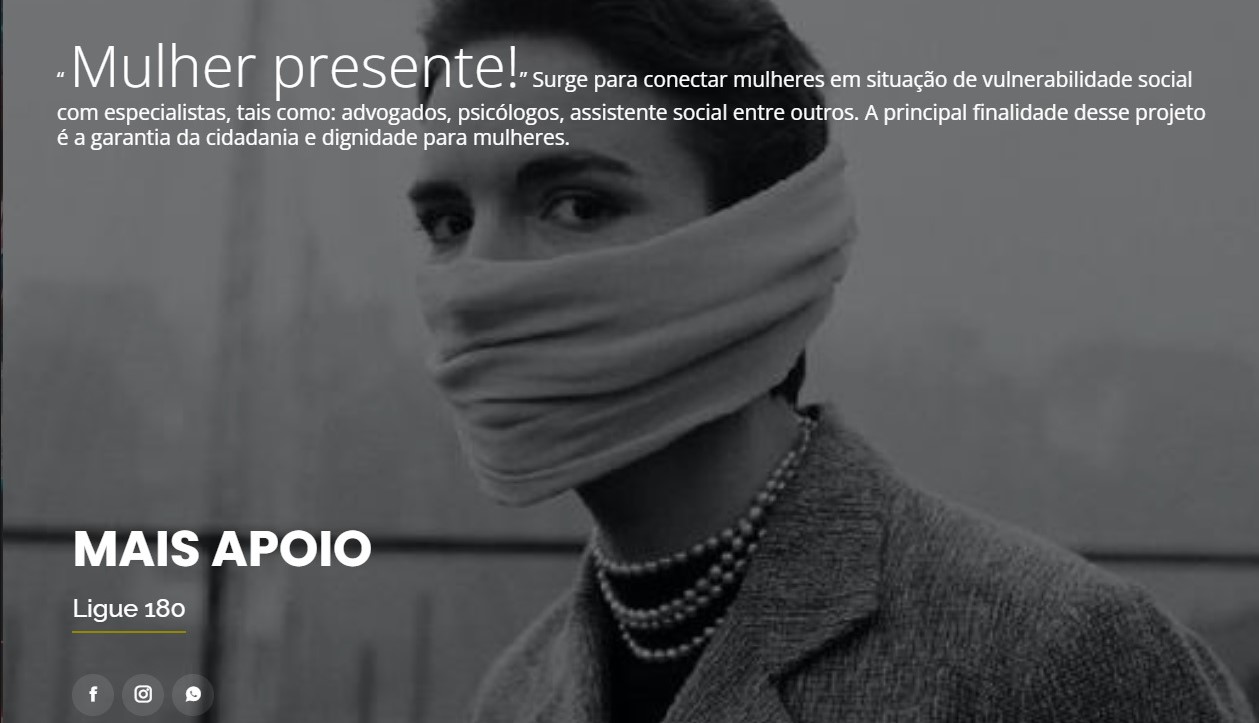 “Mulher presente!” Surge para conectar mulheres em situação de vulnerabilidade social
com especialistas, tais como: advogados, psicólogos, assistente social entre outros. A principal finalidade desse projeto
é a garantia da cidadania e dignidade para mulheres.
MAIS APOIO
Ligue 180